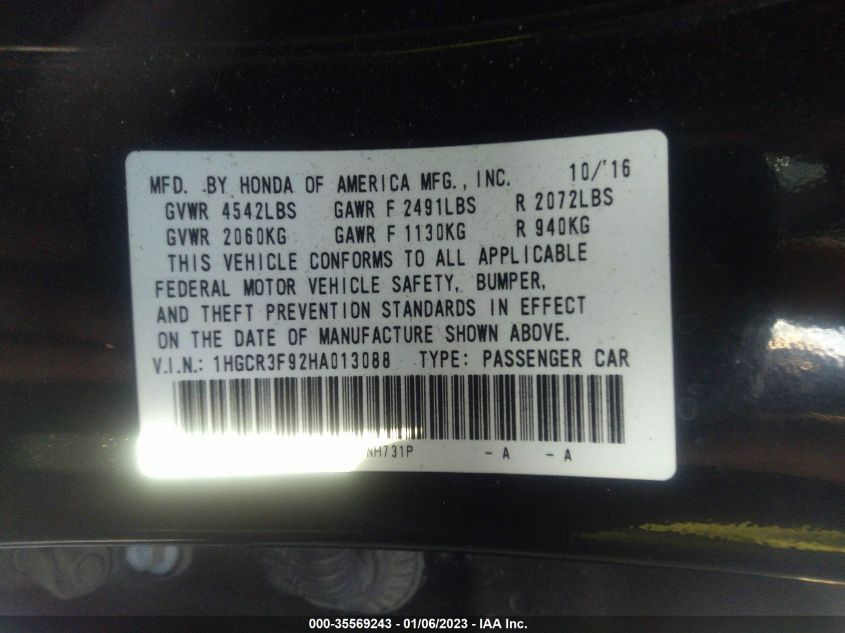 MFD. BY HONDA OF AMERICA MFG., INC. 10/'16
GVWR 4542LBS GAWR F 2491LBS R 2072LBS
GVWR 2060KG GAWR F 1130KG R 940KG
THIS VEHICLE CONFORMS TO ALL APPLICABLE
FEDERAL MOTOR VEHICLE SAFETY, BUMPER,
AND THEFT PREVENTION STANDARDS IN EFFECT
ON THE DATE OF MANUFACTURE SHOWN ABOVE.
V.I.N.: 1HGCR3F92HA013088 TYPE: PASSENGER CAR
NH731P -A -A
000-35569243 - 01/06/2023 - IAA Inc.